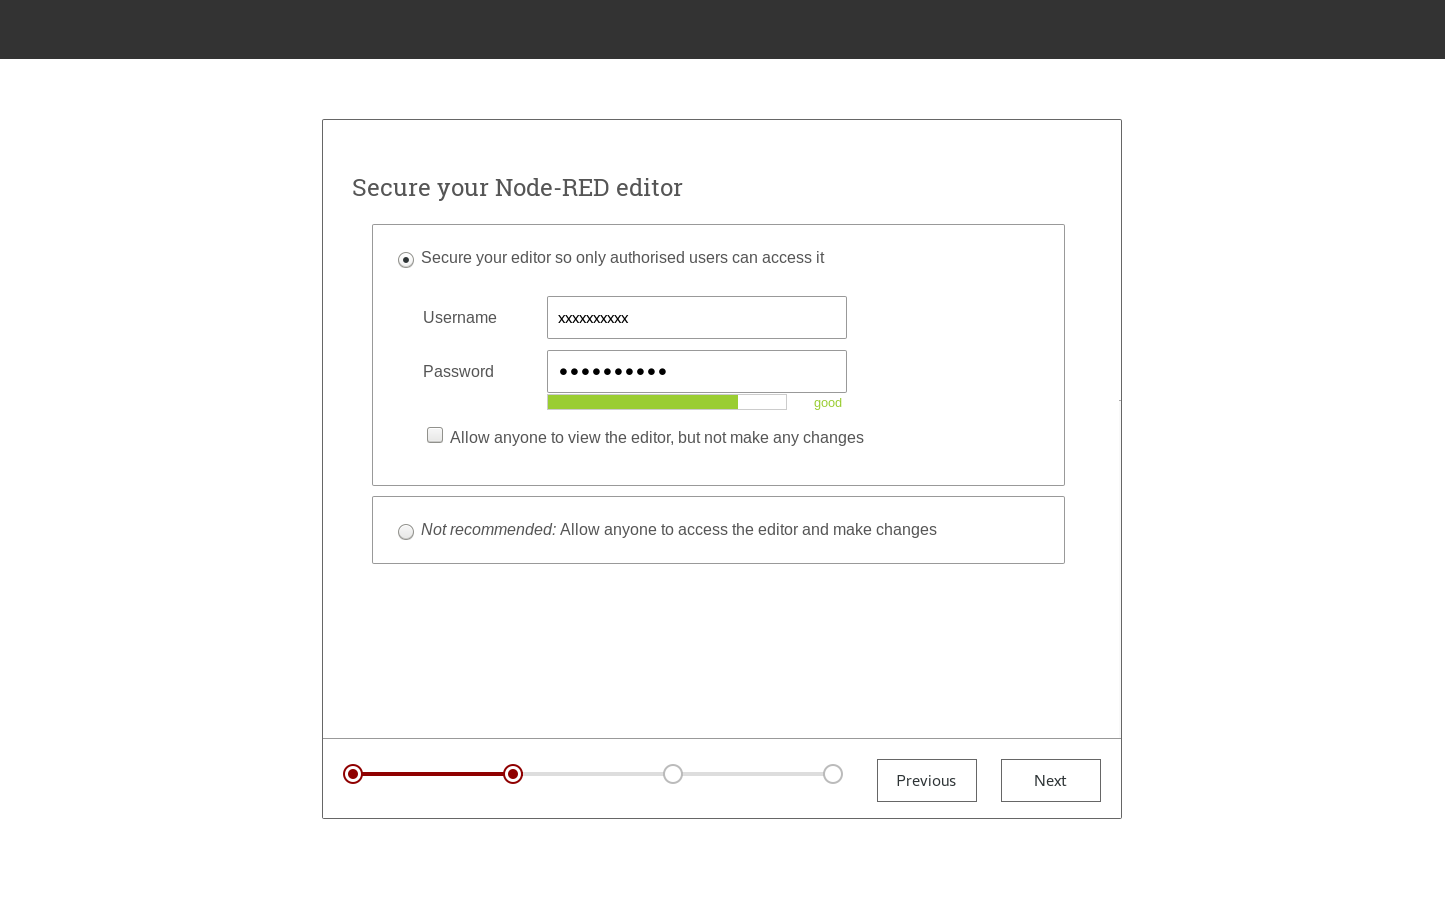 Secure your Node-RED editor
Secure your editor so only authorised users can access it
Username
xxxxxxxxxx
Password
●●●●●●●●●●
good
Allow anyone to view the editor, but not make any changes
Not recommended: Allow anyone to access the editor and make changes
Previous
Next